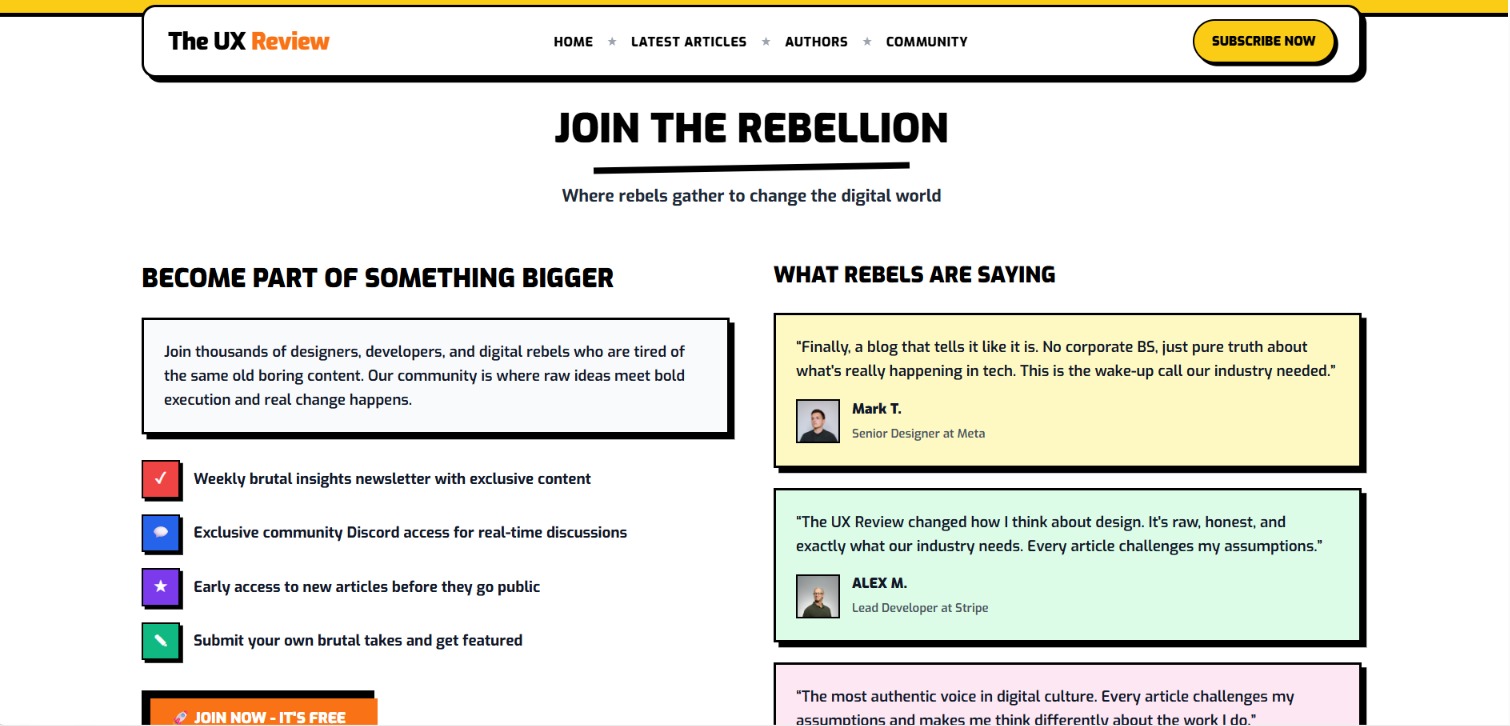 The UX Review
HOME ★ LATEST ARTICLES ★ AUTHORS ★ COMMUNITY
SUBSCRIBE NOW
JOIN THE REBELLION
Where rebels gather to change the digital world
BECOME PART OF SOMETHING BIGGER
Join thousands of designers, developers, and digital rebels who are tired of
the same old boring content. Our community is where raw ideas meet bold
execution and real change happens.
Weekly brutal insights newsletter with exclusive content
Exclusive community Discord access for real-time discussions
Early access to new articles before they go public
Submit your own brutal takes and get featured
JOIN NOW - IT'S FREE
WHAT REBELS ARE SAYING
"Finally, a blog that tells it like it is. No corporate BS, just pure truth about
what's really happening in tech. This is the wake-up call our industry needed."
Mark T.
Senior Designer at Meta
"The UX Review changed how I think about design. It's raw, honest, and
exactly what our industry needs. Every article challenges my assumptions."
ALEX M.
Lead Developer at Stripe
"The most authentic voice in digital culture. Every article challenges my
assumptions and makes me think differently about the work I do."